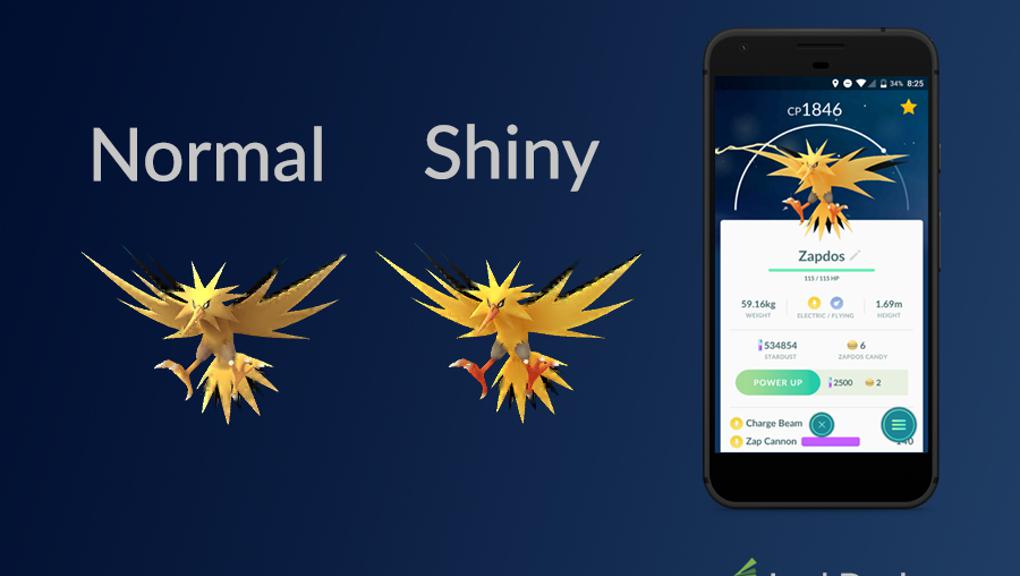 Normal
Shiny
34% 8:25
CP1846
Zapdos
115 / 115 HP
59.16kg
WEIGHT
ELECTRIC / FLYING
1.69m
HEIGHT
534854
STARDUST
6
ZAPDOS CANDY
POWER UP
2500
2
Charge Beam
Zap Cannon